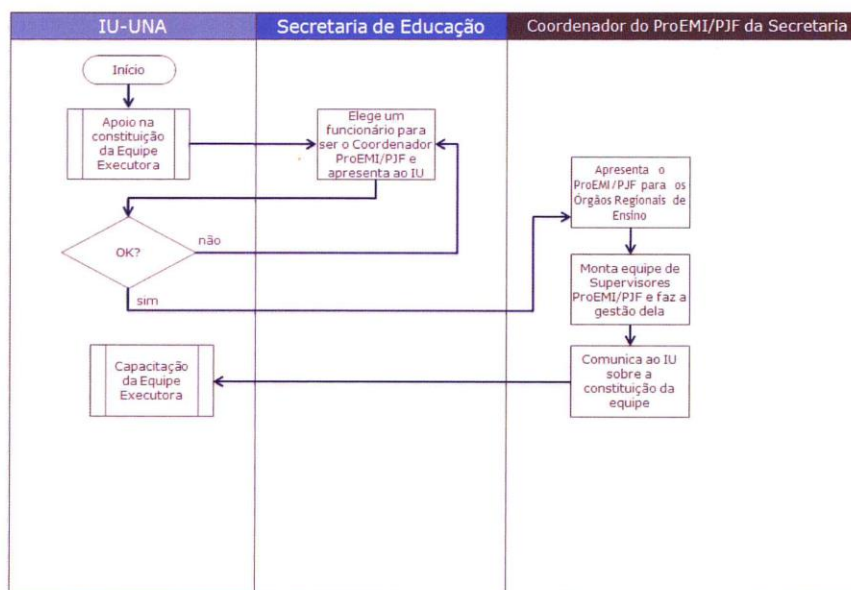 IU-UNA
Secretaria de Educação
Coordenador do ProEMI/PJF da Secretaria
Início
Apoio na
constituição
da Equipe
Executora
Elege um
funcionário para
ser o Coordenador
ProEMI/PJF e
apresenta ao IU
OK?
não
sim
Apresenta o
ProEMI/PJF para os
Órgãos Regionais de
Ensino
Monta equipe de
Supervisores
ProEMI/PJF e faz a
gestão dela
Comunica ao IU
sobre a
constituição da
equipe
Capacitação
da Equipe
Executora